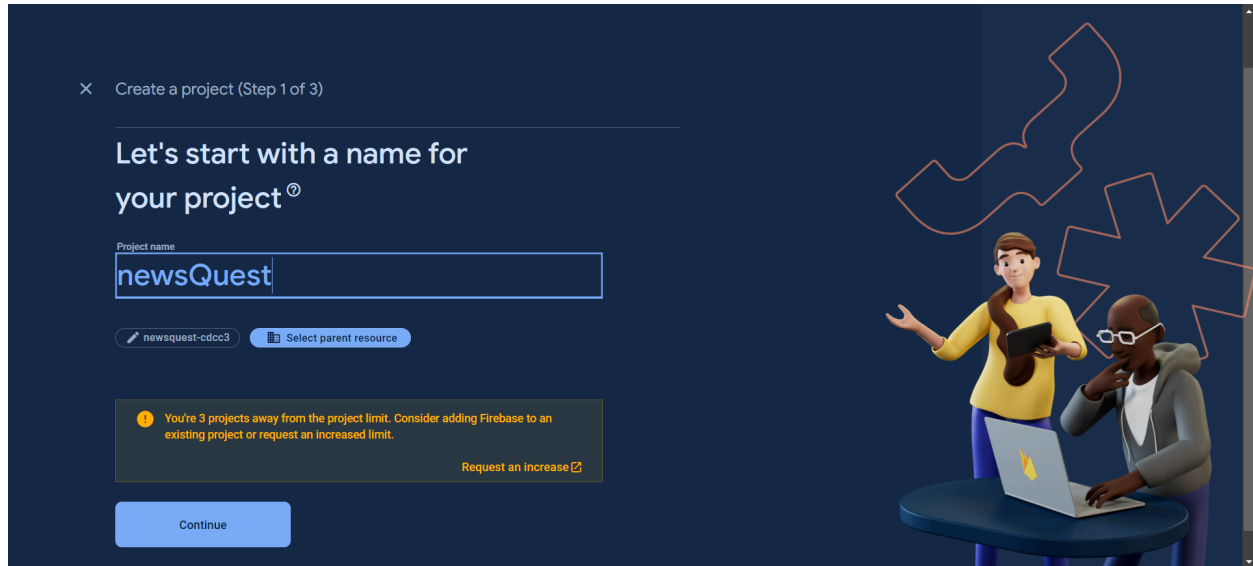 Create a project (Step 1 of 3)
Let's start with a name for
your project
Project name
newsQuest
newsquest-cdcc3
Select parent resource
You're 3 projects away from the project limit. Consider adding Firebase to an
existing project or request an increased limit.
Request an increase
Continue